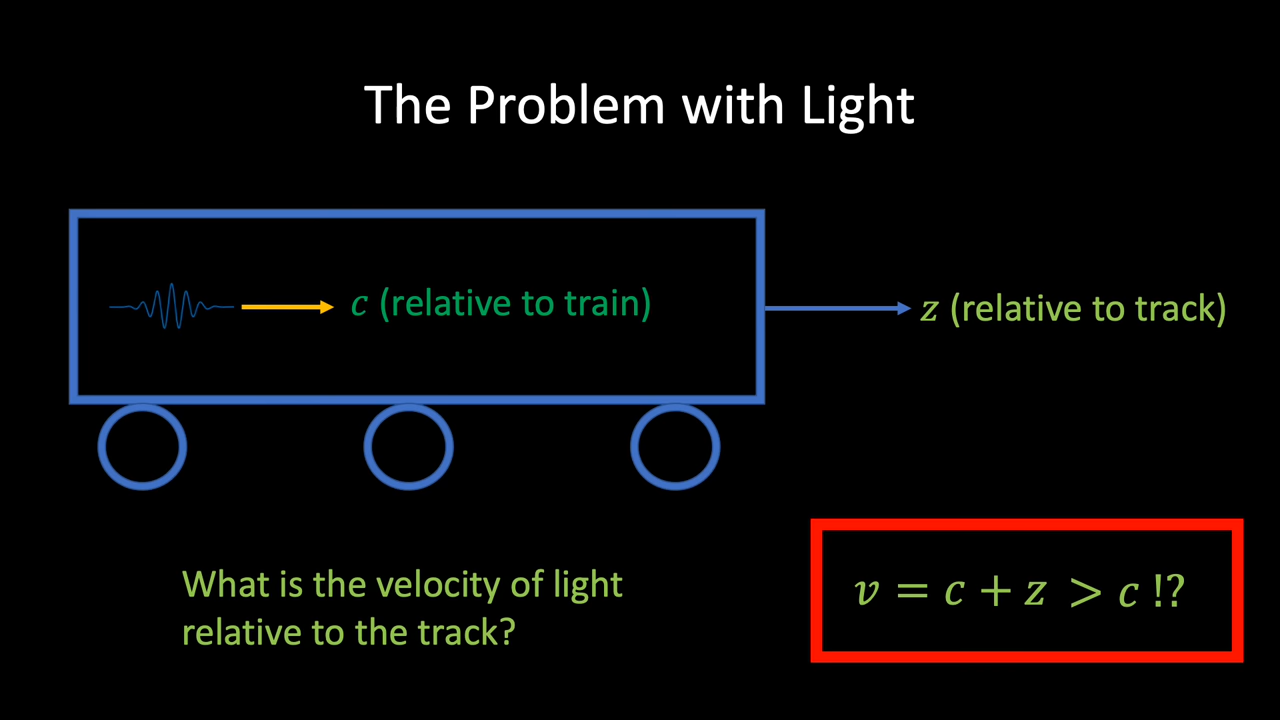 The Problem with Light
c (relative to train)
z (relative to track)
What is the velocity of light
relative to the track?
v = c + z > c !?